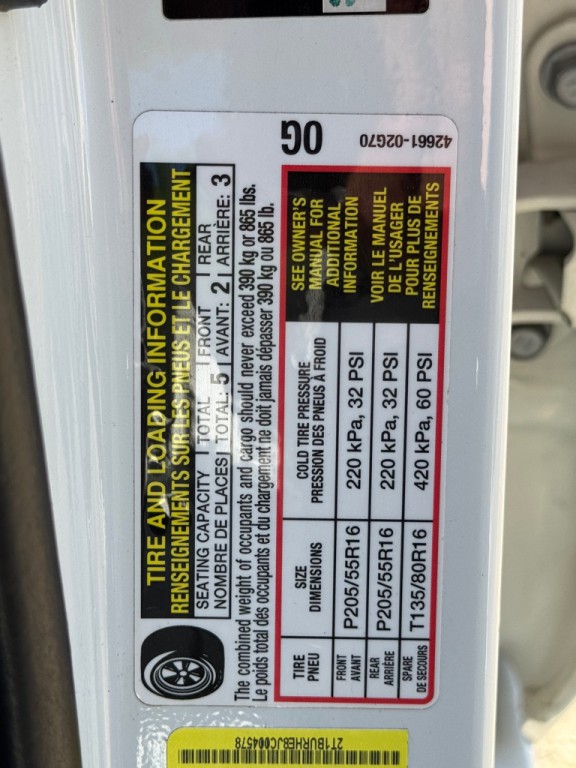 TIRE AND LOADING INFORMATION
RENSEIGNEMENTS SUR LES PNEUS ET LE CHARGEMENT
SEATING CAPACITY | TOTAL | FRONT | REAR
NOMBRE DE PLACES | TOTAL: 5 | AVANT: 2 | ARRIÈRE: 3
The combined weight of occupants and cargo should never exceed 390 kg or 865 lbs.
Le poids total des occupants et du chargement ne doit jamais dépasser 390 kg ou 865 lb.
TIRE SIZE COLD TIRE PRESSURE
PNEU DIMENSIONS PRESSION DES PNEUS À FROID
FRONT
AVANT P205/55R16 220 kPa, 32 PSI
REAR
ARRIÈRE P205/55R16 220 kPa, 32 PSI
SPARE
DE SECOURS T135/80R16 420 kPa, 60 PSI
SEE OWNER'S
MANUAL FOR
ADDITIONAL
INFORMATION
VOIR LE MANUEL
DE L'USAGER
POUR PLUS DE
RENSEIGNEMENTS
0G
42661-02G70
2T1BURHE8JC004578